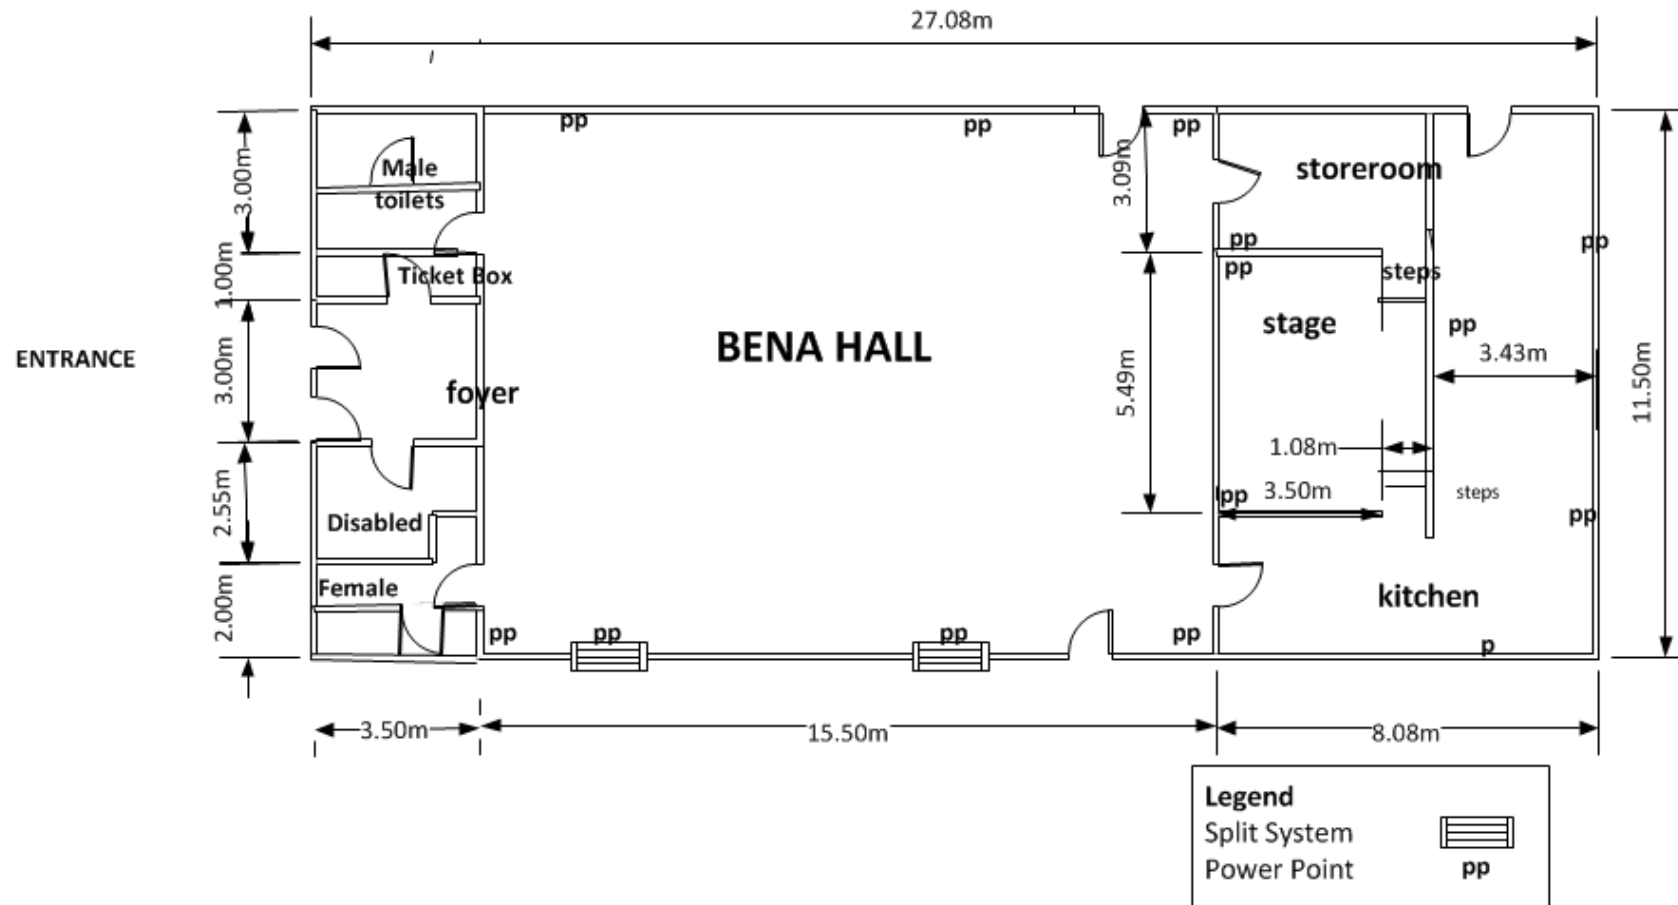 27.08m
pp
pp
pp
3.00m
Male
toilets
3.09m
storeroom
pp
pp
1.00m
Ticket Box
pp
steps
stage
pp
ENTRANCE
BENA HALL
3.43m
3.00m
foyer
5.49m
11.50m
1.08m
2.55m
Disabled
pp
3.50m
steps
pp
2.00m
Female
kitchen
pp
pp
pp
pp
p
3.50m
15.50m
8.08m
Legend
Split System
Power Point
pp